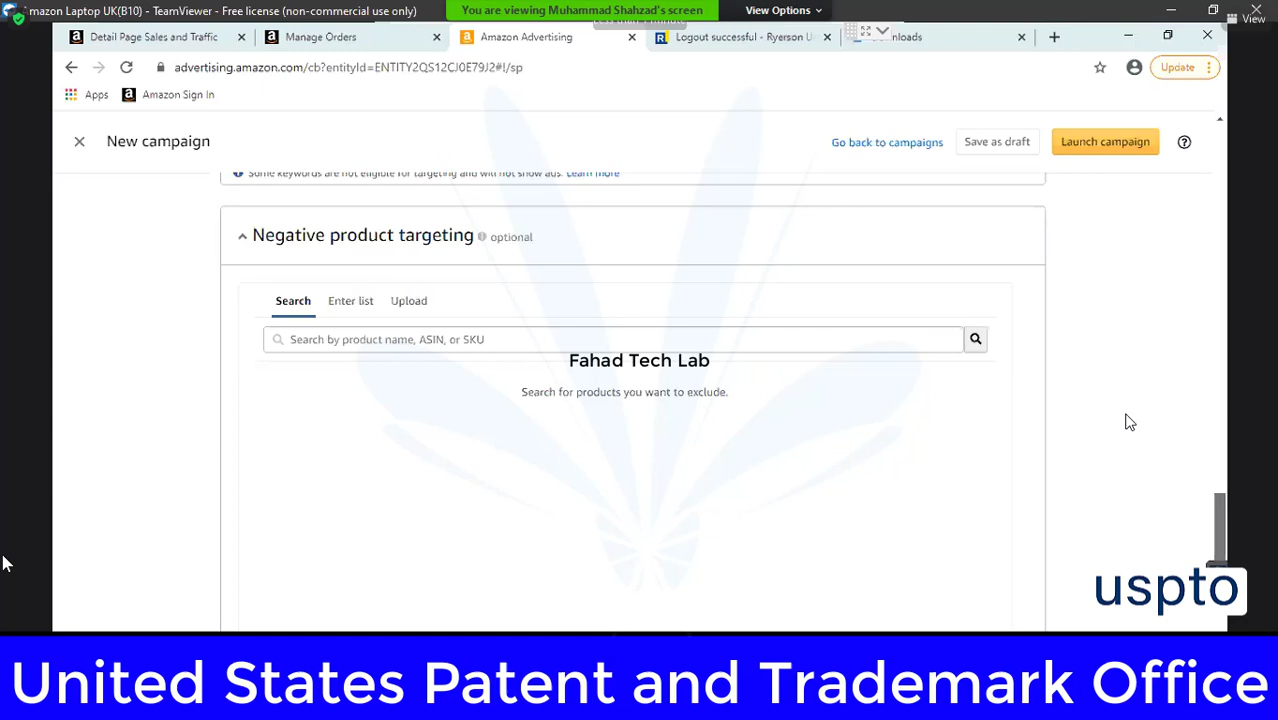 mazon Laptop UK(B10) - TeamViewer - Free license (non-commercial use only)
You are viewing Muhammad Shahzad's screen
View Options
View
Detail Page Sales and Traffic
Manage Orders
Amazon Advertising
Logout successful - Ryerson Un
advertising.amazon.com/cb?entityId=ENTITY2QS12CJ0E79J2#!/sp
Update
Apps
Amazon Sign In
New campaign
Go back to campaigns
Save as draft
Launch campaign
Some keywords are not eligible for targeting and will not show ads. Learn more
Negative product targeting
optional
Search
Enter list
Upload
Search by product name, ASIN, or SKU
Fahad Tech Lab
Search for products you want to exclude.
uspto
United States Patent and Trademark Office